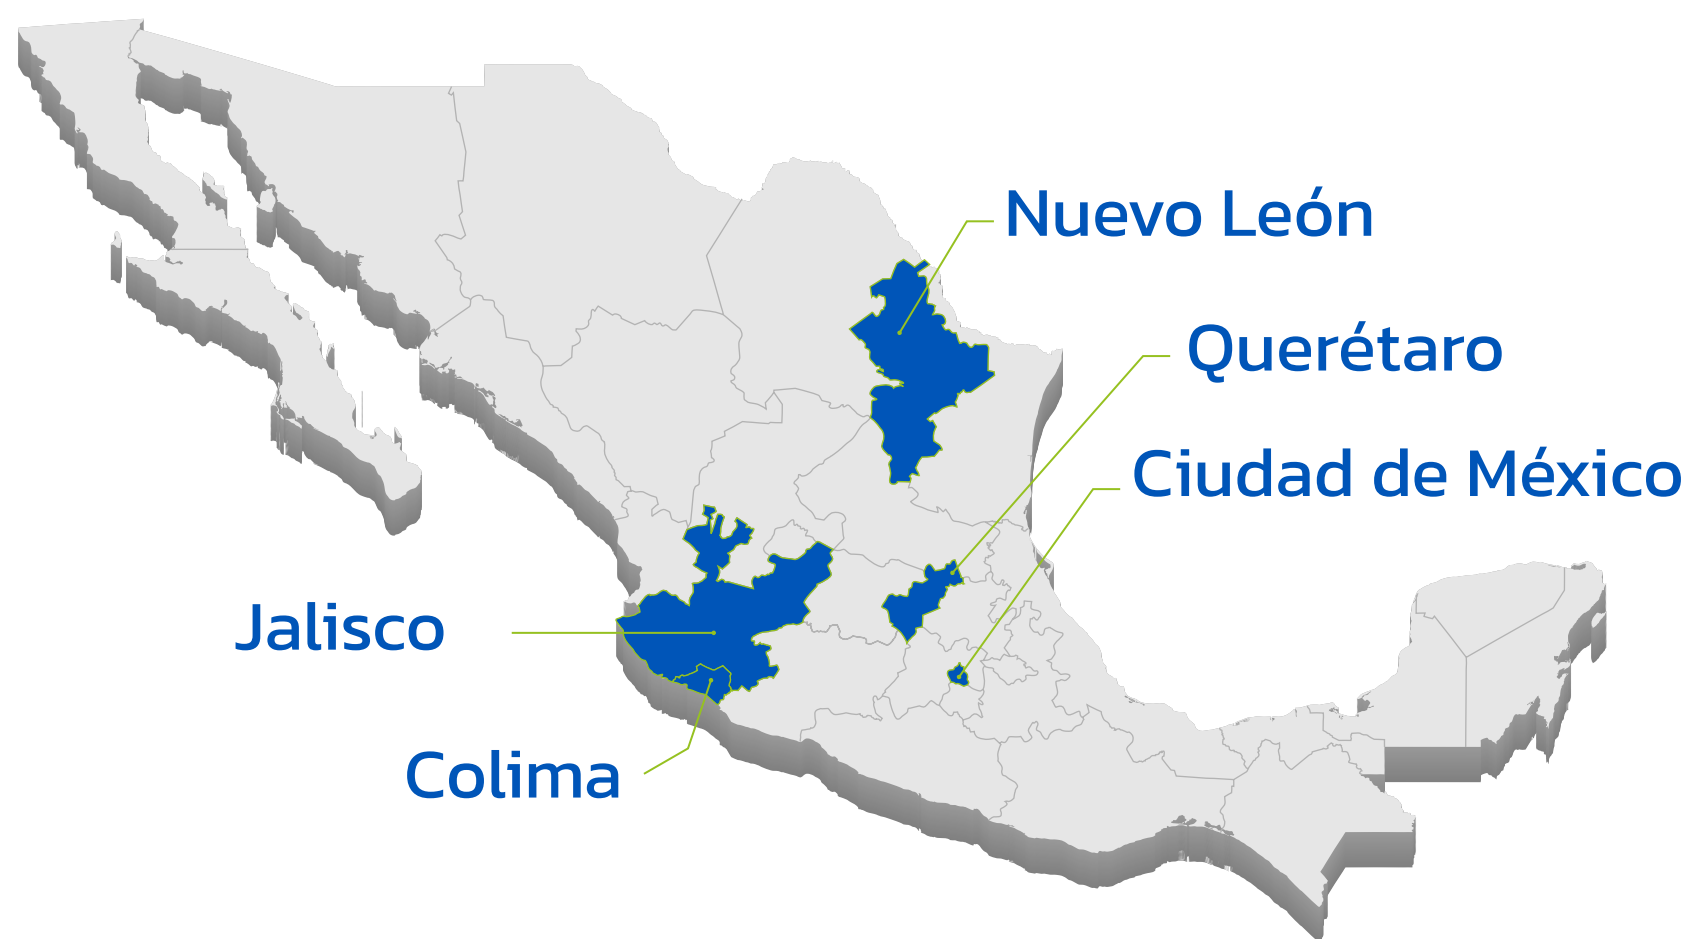 Nuevo León
Querétaro
Ciudad de México
Jalisco
Colima